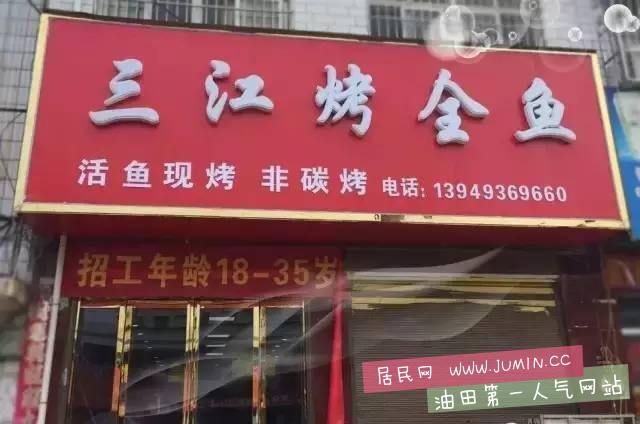 三江烤全鱼
活鱼现烤 非碳烤 电话: 13949369660
招工年龄18-35岁
居民网 WWW.JUMIN.CC
油田第一人气网站